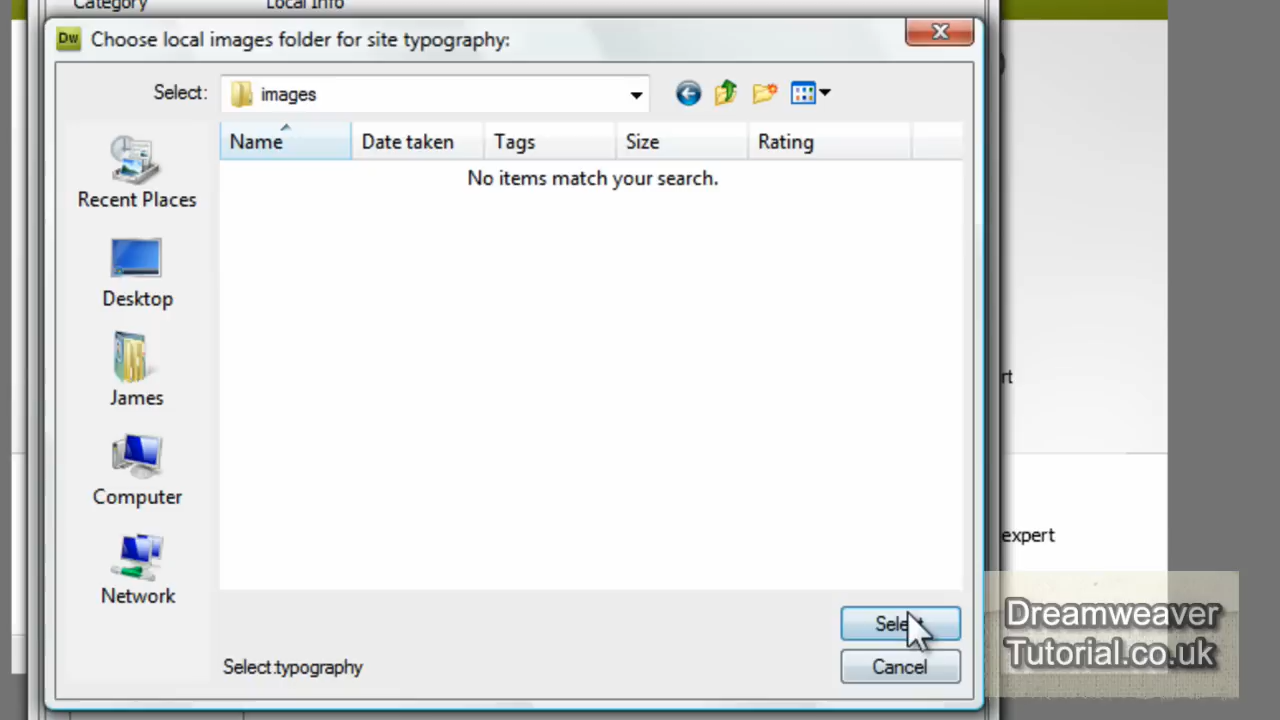 Category Local Info
Dw Choose local images folder for site typography:
Select: images
Name Date taken Tags Size Rating
No items match your search.
Recent Places
Desktop
James
Computer
Network
rt
expert
Select
Cancel
Select:typography
Dreamweaver
Tutorial.co.uk